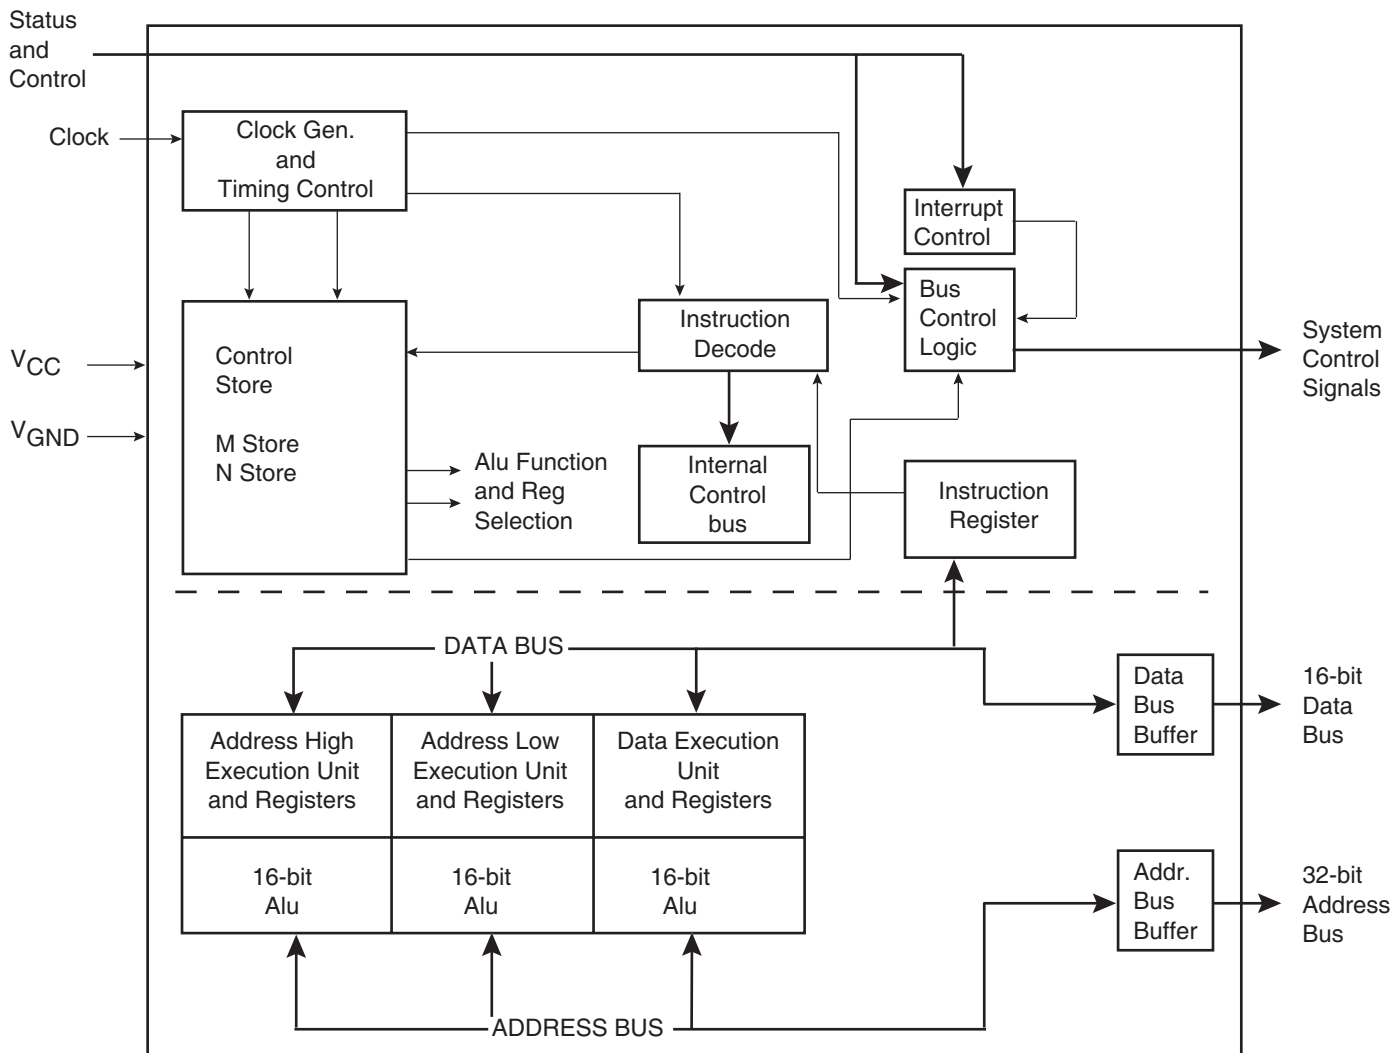 Status
and
Control
Clock
Clock Gen.
and
Timing Control
Interrupt
Control
Bus
Control
Logic
System
Control
Signals
Instruction
Decode
VCC
VGND
Control
Store
M Store
N Store
Alu Function
and Reg
Selection
Internal
Control
bus
Instruction
Register
DATA BUS
Data
Bus
Buffer
16-bit
Data
Bus
Address High
Execution Unit
and Registers
Address Low
Execution Unit
and Registers
Data Execution
Unit
and Registers
16-bit
Alu
16-bit
Alu
16-bit
Alu
Addr.
Bus
Buffer
32-bit
Address
Bus
ADDRESS BUS